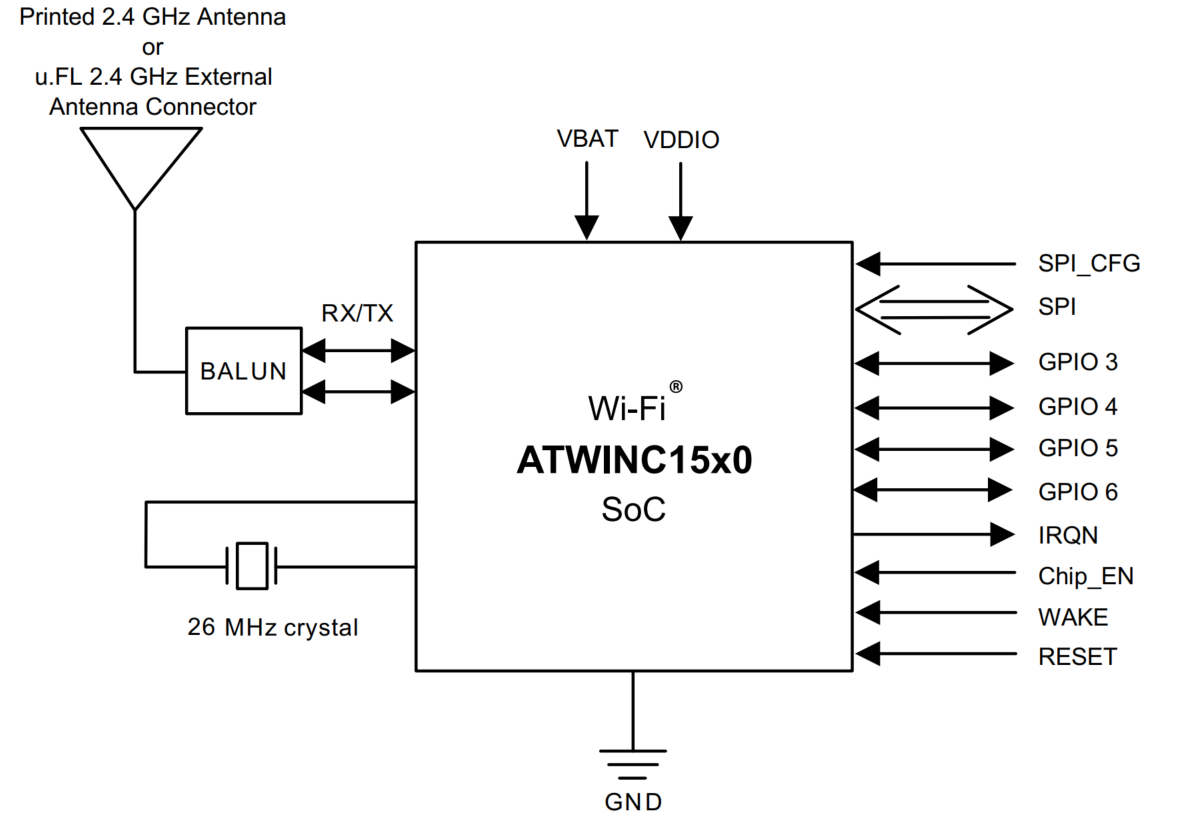 Printed 2.4 GHz Antenna
or
u.FL 2.4 GHz External
Antenna Connector
VBAT
VDDIO
RX/TX
BALUN
26 MHz crystal
Wi-Fi®
ATWINC15x0
SoC
SPI_CFG
SPI
GPIO 3
GPIO 4
GPIO 5
GPIO 6
IRQN
Chip_EN
WAKE
RESET
GND